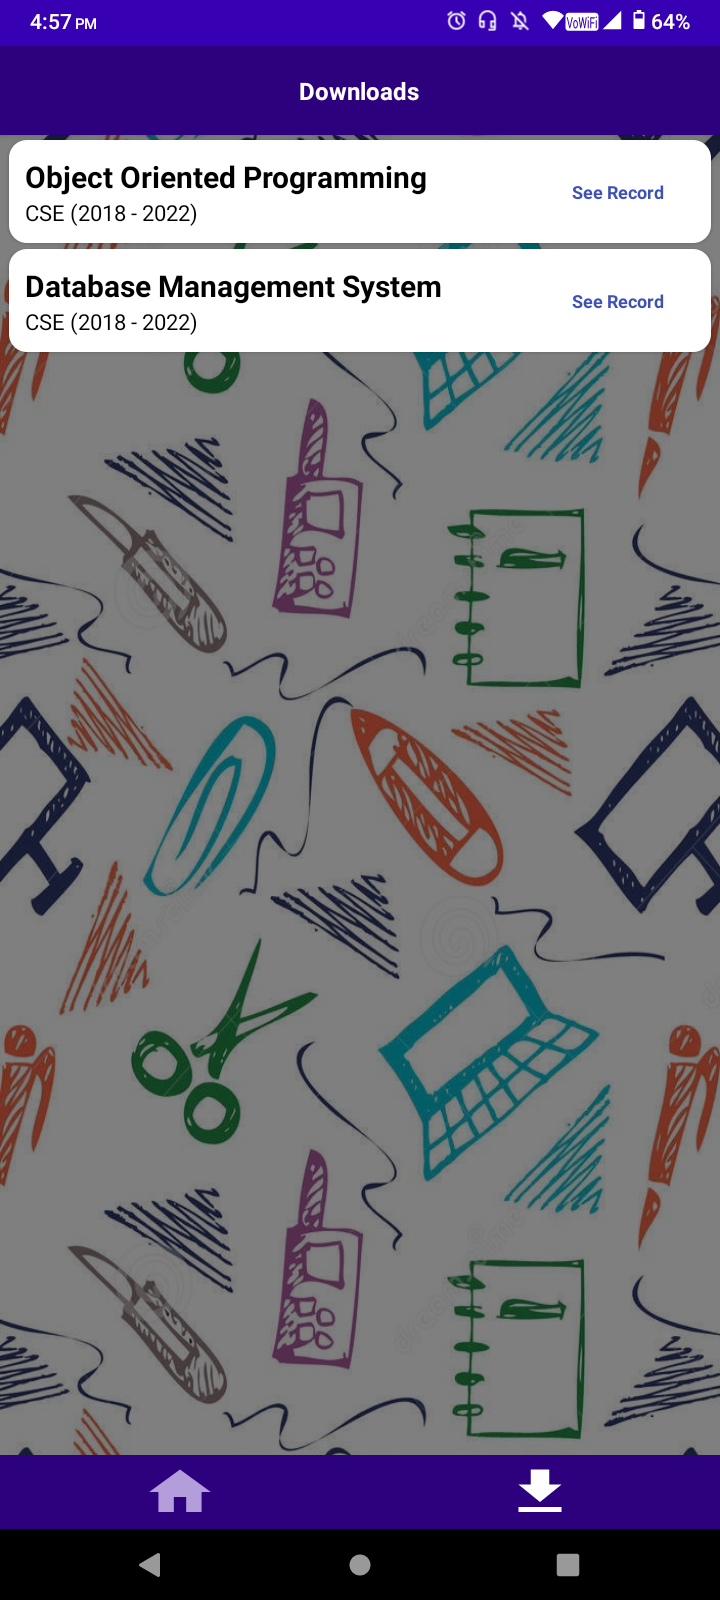 4:57 PM VoWiFi 64%
Downloads
Object Oriented Programming
CSE (2018 - 2022)
See Record
Database Management System
CSE (2018 - 2022)
See Record